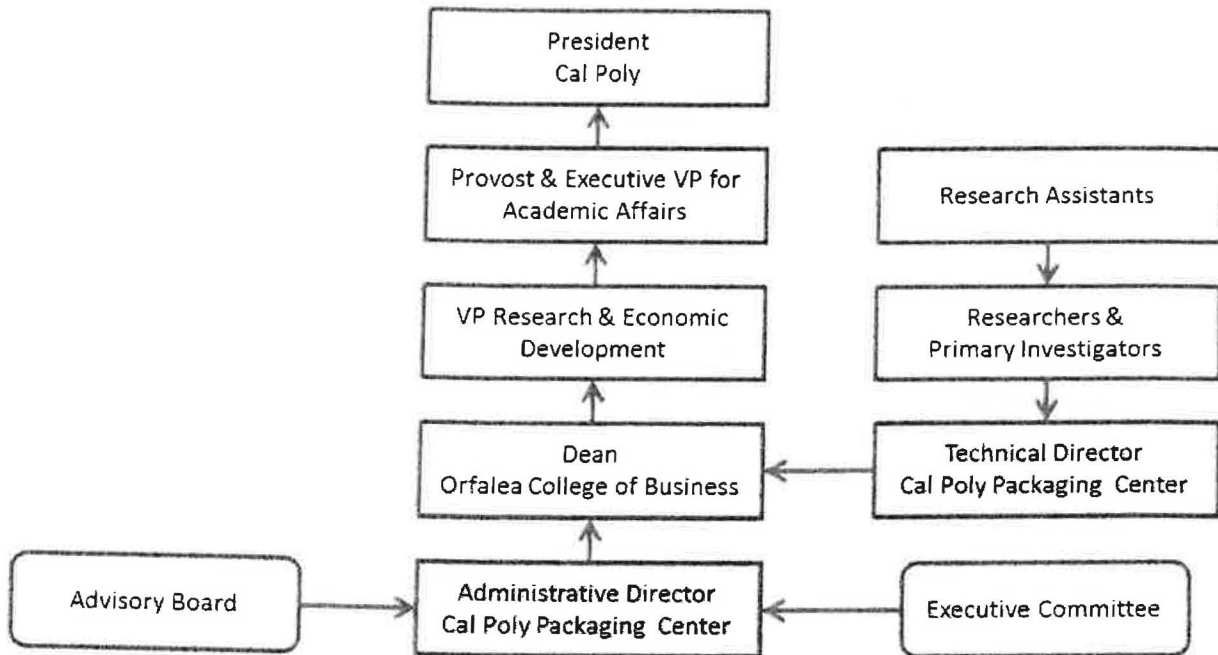 President
Cal Poly
Provost & Executive VP for
Academic Affairs
Research Assistants
VP Research & Economic
Development
Researchers &
Primary Investigators
Dean
Orfalea College of Business
Technical Director
Cal Poly Packaging Center
Advisory Board
Administrative Director
Cal Poly Packaging Center
Executive Committee